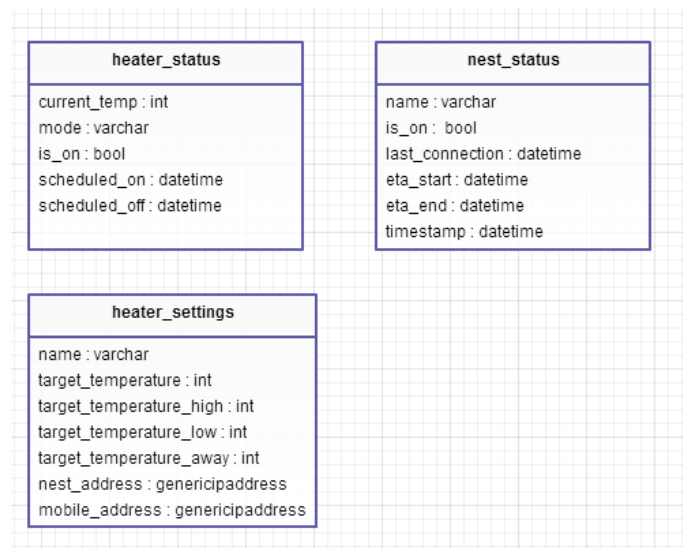 heater_status
current_temp : int
mode : varchar
is_on : bool
scheduled_on : datetime
scheduled_off : datetime
nest_status
name : varchar
is_on : bool
last_connection : datetime
eta_start : datetime
eta_end : datetime
timestamp : datetime
heater_settings
name : varchar
target_temperature : int
target_temperature_high : int
target_temperature_low : int
target_temperature_away : int
nest_address : genericipaddress
mobile_address : genericipaddress